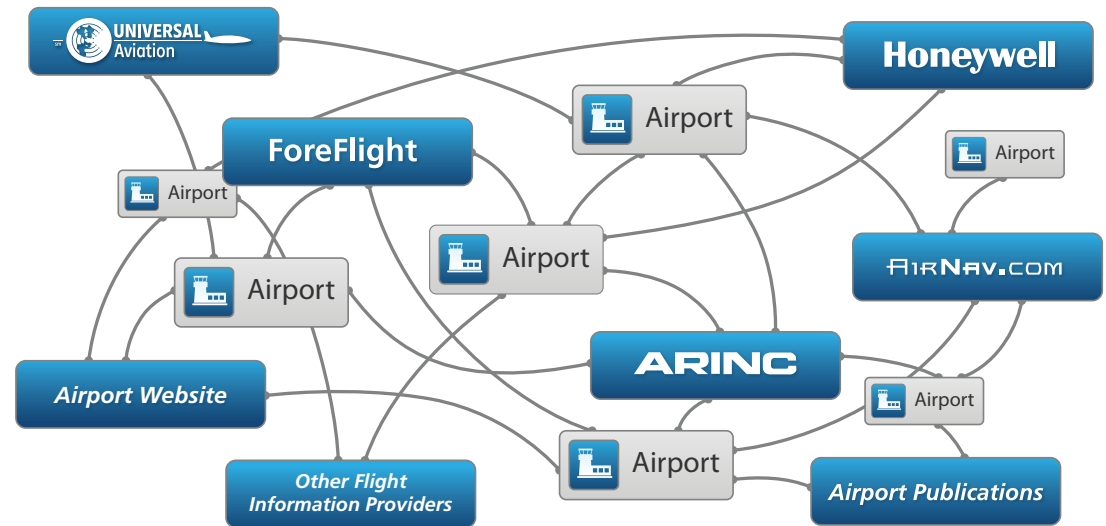 UNIVERSAL
Aviation
Honeywell
Airport
ForeFlight
Airport
Airport
Airport
AIRNAV.COM
Airport
ARINC
Airport Website
Airport
Airport
Other Flight
Information Providers
Airport Publications